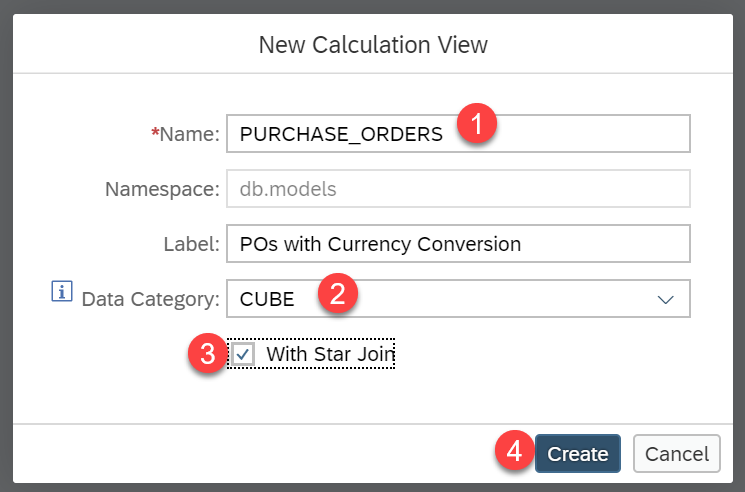 New Calculation View
*Name: PURCHASE_ORDERS 1
Namespace: db.models
Label: POs with Currency Conversion
i Data Category: CUBE 2
3 With Star Join
4 Create Cancel